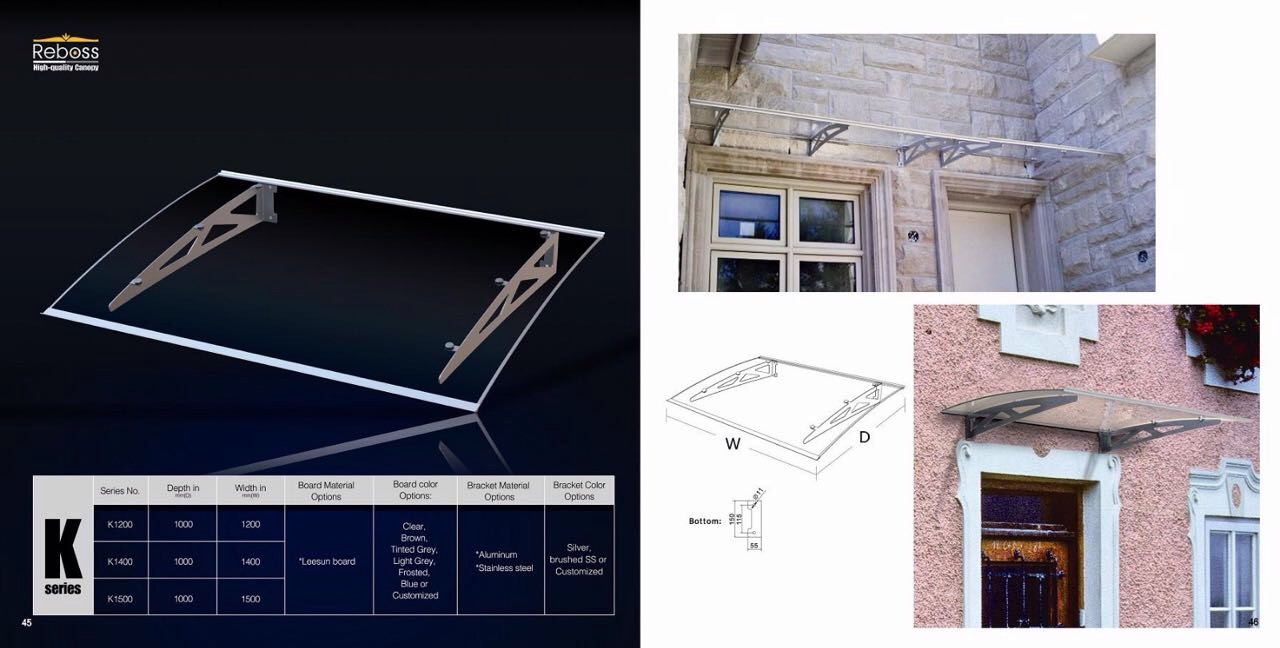 Reboss
High-quality Canopy
K
series
Series No.
Depth in
mm(D)
Width in
mm(W)
Board Material
Options
Board color
Options:
Bracket Material
Options
Bracket Color
Options
K1200
1000
1200
K1400
1000
1400
K1500
1000
1500
*Leesun board
Clear,
Brown,
Tinted Grey,
Light Grey,
Frosted,
Blue or
Customized
*Aluminum
*Stainless steel
Silver,
brushed SS or
Customized
45
W
D
Bottom:
150
115
ø11
55
46